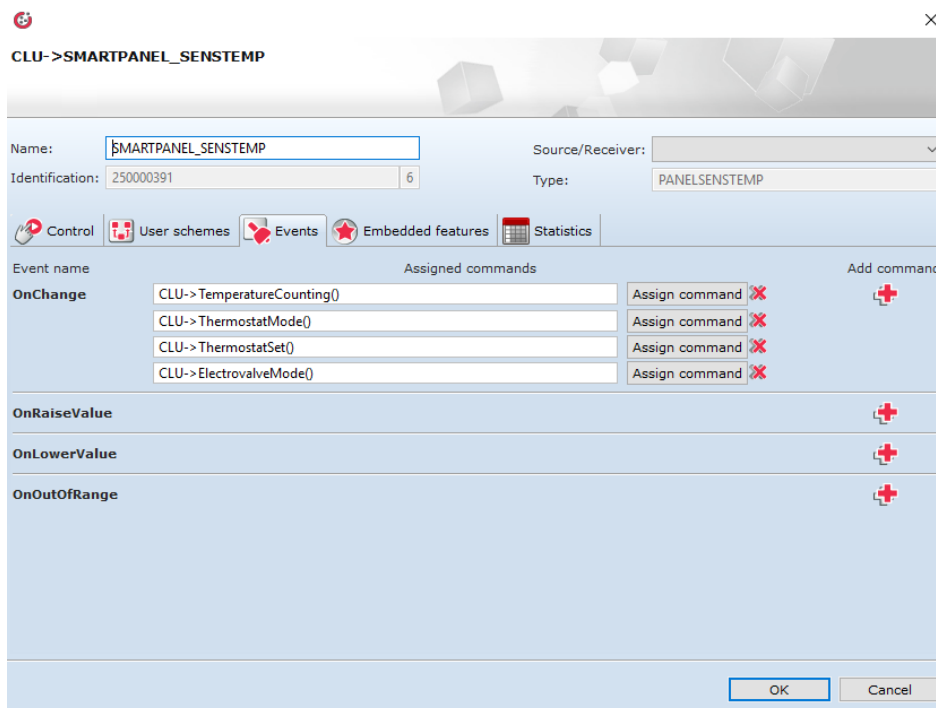 CLU->SMARTPANEL_SENSTEMP
Name: SMARTPANEL_SENSTEMP Source/Receiver:
Identification: 250000391 6 Type: PANELSENSTEMP
Control User schemes Events Embedded features Statistics
Event name Assigned commands Add command
OnChange CLU->TemperatureCounting() Assign command
CLU->ThermostatMode() Assign command
CLU->ThermostatSet() Assign command
CLU->ElectrovalveMode() Assign command
OnRaiseValue
OnLowerValue
OnOutOfRange
OK Cancel